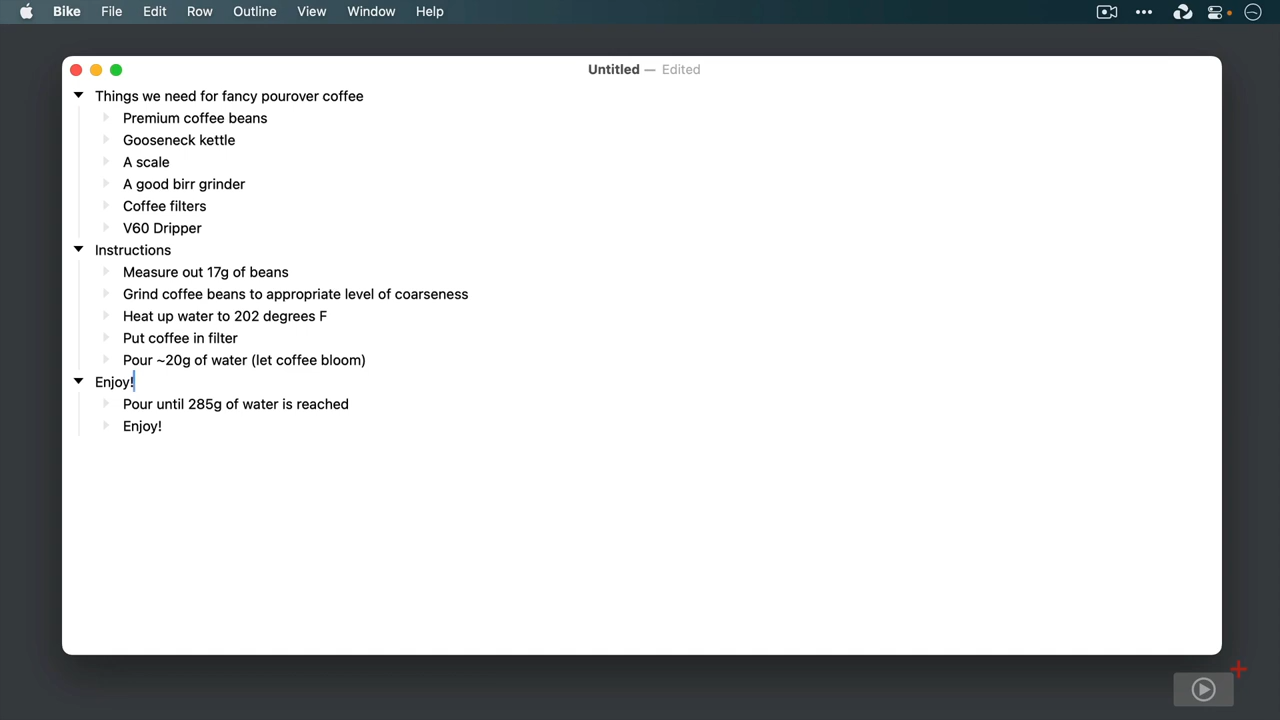 Bike File Edit Row Outline View Window Help
Untitled — Edited
Things we need for fancy pourover coffee
Premium coffee beans
Gooseneck kettle
A scale
A good birr grinder
Coffee filters
V60 Dripper
Instructions
Measure out 17g of beans
Grind coffee beans to appropriate level of coarseness
Heat up water to 202 degrees F
Put coffee in filter
Pour ~20g of water (let coffee bloom)
Enjoy!
Pour until 285g of water is reached
Enjoy!